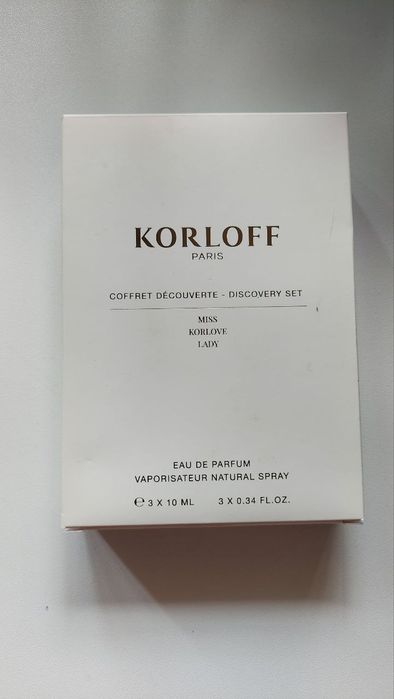 KORLOFF
PARIS
COFFRET DÉCOUVERTE - DISCOVERY SET
MISS
KORLOVE
LADY
EAU DE PARFUM
VAPORISATEUR NATURAL SPRAY
℮ 3 X 10 ML 3 X 0.34 FL.OZ.